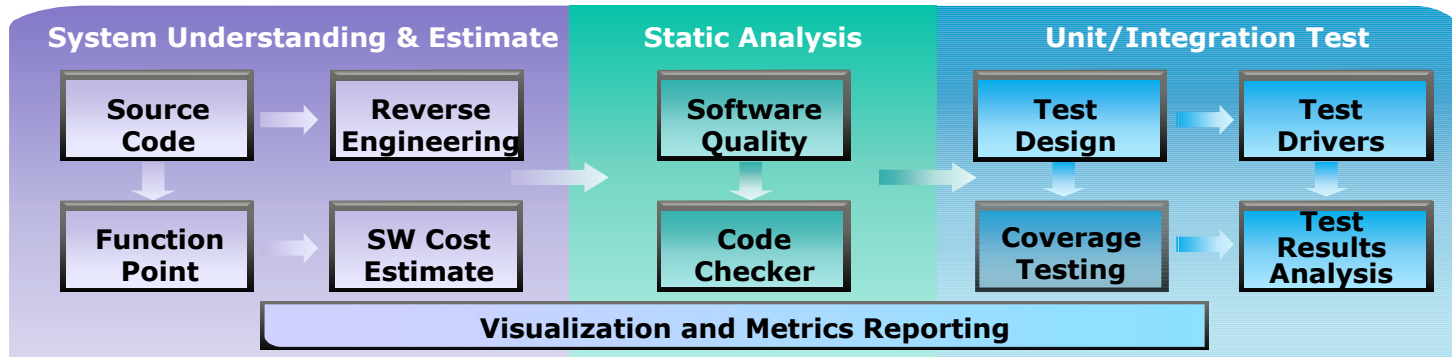 System Understanding & Estimate
Static Analysis
Unit/Integration Test
Source
Code
Reverse
Engineering
Software
Quality
Test
Design
Test
Drivers
Function
Point
SW Cost
Estimate
Code
Checker
Coverage
Testing
Test
Results
Analysis
Visualization and Metrics Reporting